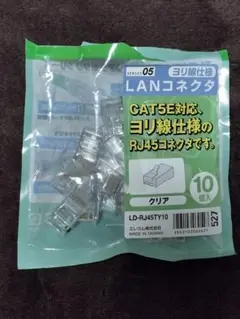 05
ヨリ線仕様
LANコネクタ
CAT5E対応、
ヨリ線仕様の
RJ45コネクタです。
クリア
10
個入
LD-RJ45TY10
エレコム株式会社
MADE IN TAIWAN
527